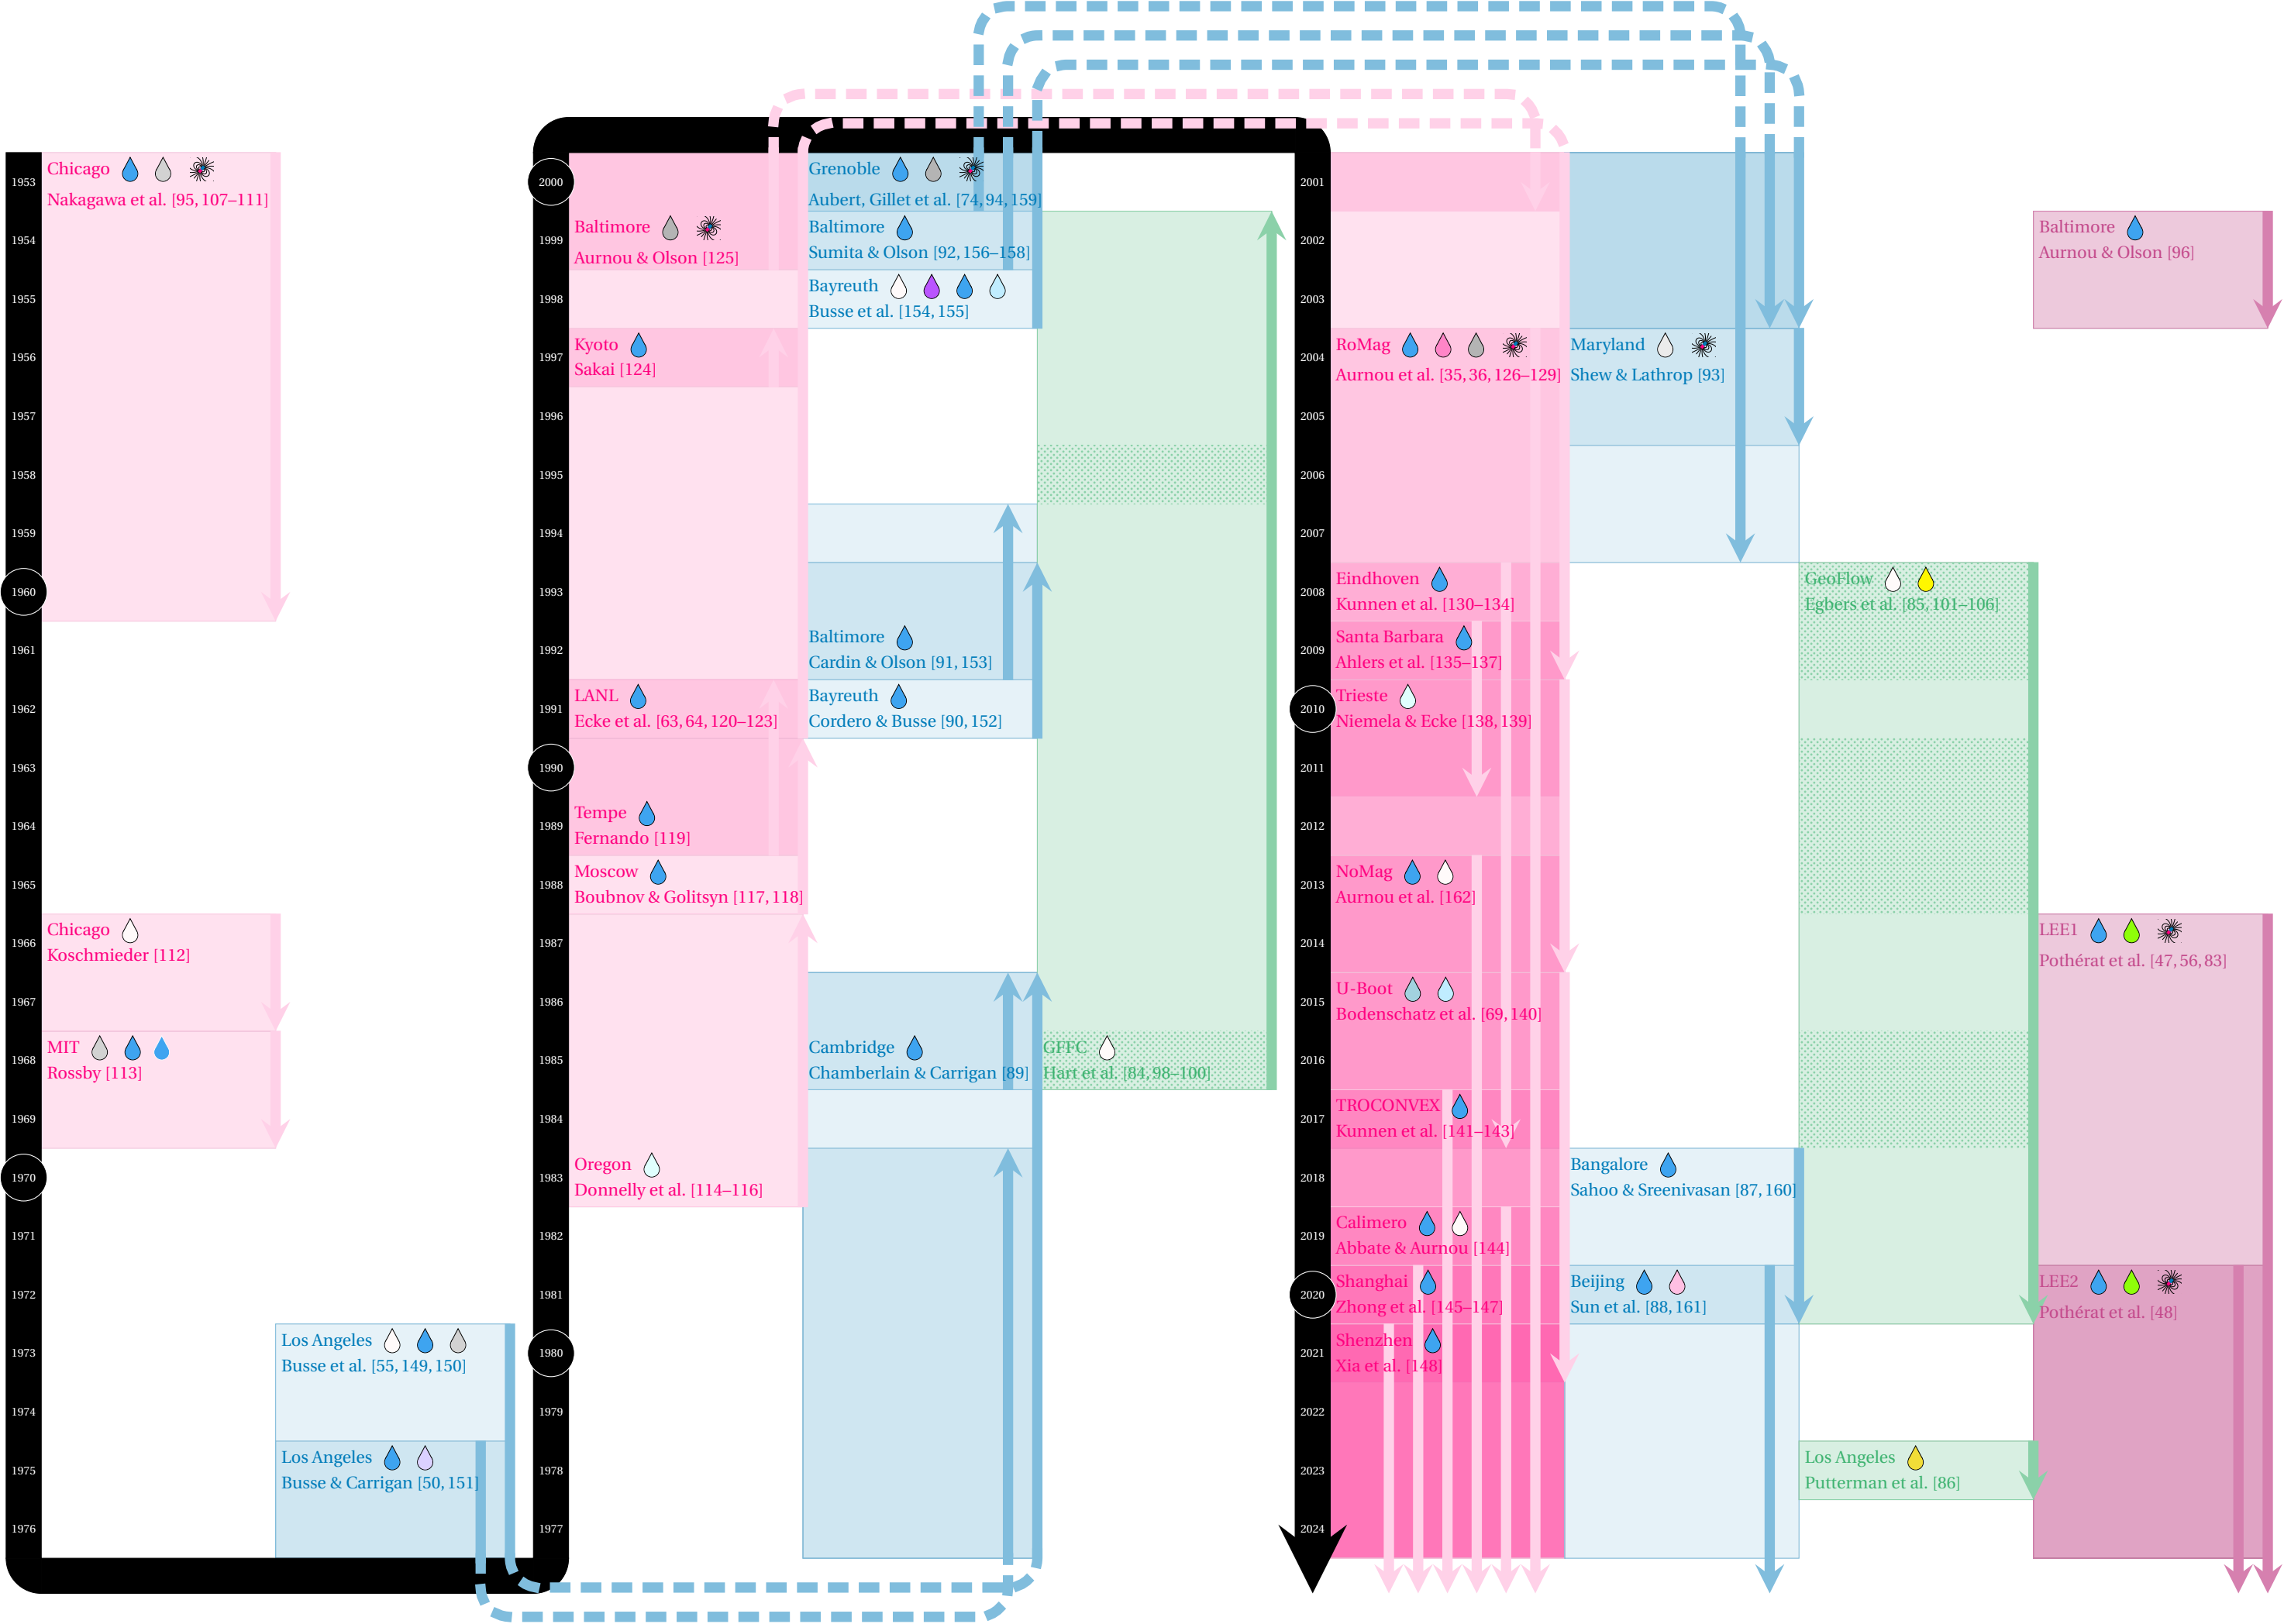 1953
1954
1955
1956
1957
1958
1959
1960
1961
1962
1963
1964
1965
1966
1967
1968
1969
1970
1971
1972
1973
1974
1975
1976
Chicago
Nakagawa et al. [95, 107–111]
Chicago
Koschmieder [112]
MIT
Rossby [113]
Los Angeles
Busse et al. [55, 149, 150]
Los Angeles
Busse & Carrigan [50, 151]
2000
1999
1998
1997
1996
1995
1994
1993
1992
1991
1990
1989
1988
1987
1986
1985
1984
1983
1982
1981
1980
1979
1978
1977
Baltimore
Aurnou & Olson [125]
Kyoto
Sakai [124]
LANL
Ecke et al. [63, 64, 120–123]
Tempe
Fernando [119]
Moscow
Boubnov & Golitsyn [117, 118]
Oregon
Donnelly et al. [114–116]
Grenoble
Aubert, Gillet et al. [74, 94, 159]
Baltimore
Sumita & Olson [92, 156–158]
Bayreuth
Busse et al. [154, 155]
Baltimore
Cardin & Olson [91, 153]
Bayreuth
Cordero & Busse [90, 152]
Cambridge
Chamberlain & Carrigan [89]
GFFC
Hart et al. [84, 98–100]
2001
2002
2003
2004
2005
2006
2007
2008
2009
2010
2011
2012
2013
2014
2015
2016
2017
2018
2019
2020
2021
2022
2023
2024
RoMag
Aurnou et al. [35, 36, 126–129]
Eindhoven
Kunnen et al. [130–134]
Santa Barbara
Ahlers et al. [135–137]
Trieste
Niemela & Ecke [138, 139]
NoMag
Aurnou et al. [162]
U-Boot
Bodenschatz et al. [69, 140]
TROCONVEX
Kunnen et al. [141–143]
Calimero
Abbate & Aurnou [144]
Shanghai
Zhong et al. [145–147]
Shenzhen
Xia et al. [148]
Maryland
Shew & Lathrop [93]
Bangalore
Sahoo & Sreenivasan [87, 160]
Beijing
Sun et al. [88, 161]
GeoFlow
Egbers et al. [85, 101–106]
Los Angeles
Putterman et al. [86]
Baltimore
Aurnou & Olson [96]
LEE1
Pothérat et al. [47, 56, 83]
LEE2
Pothérat et al. [48]